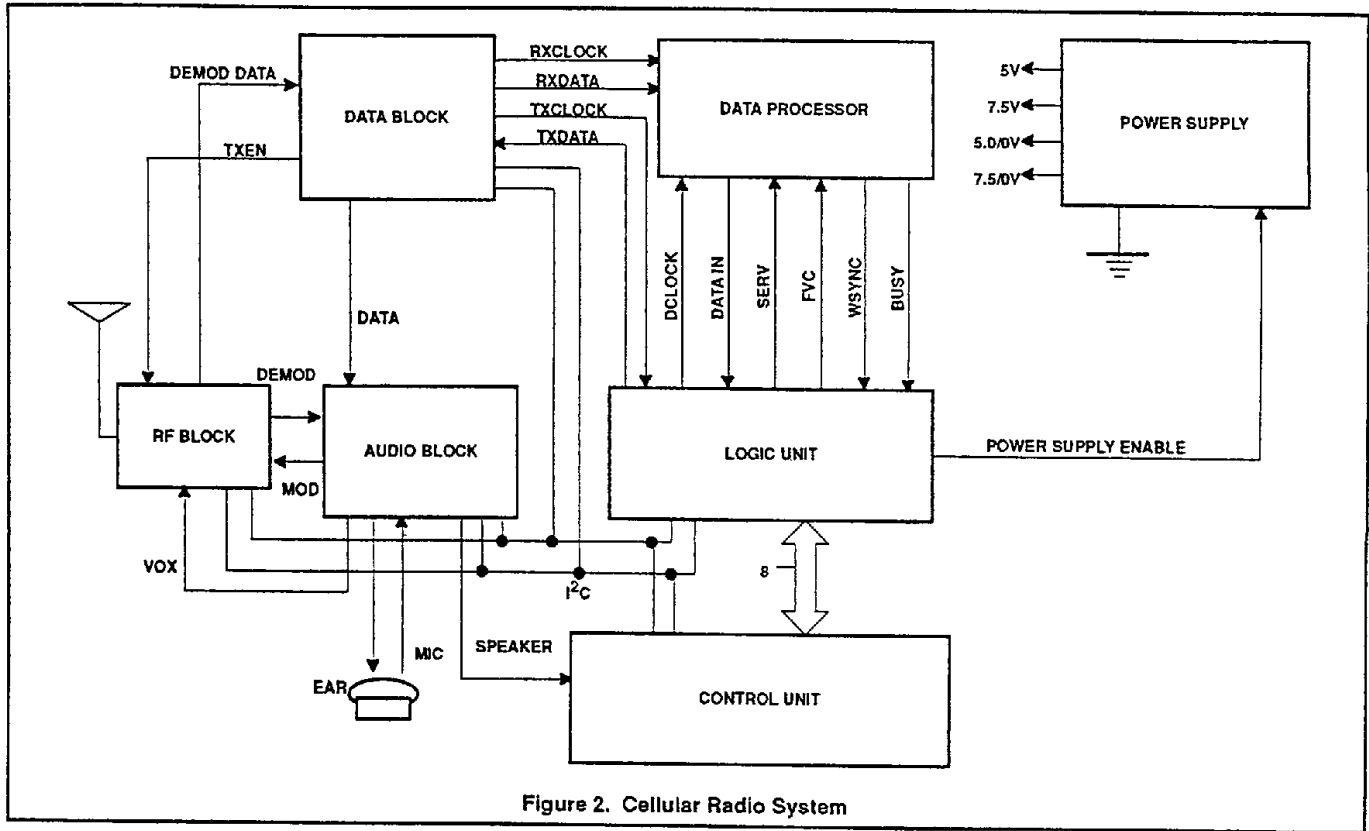 RXCLOCK
DEMOD DATA
RXDATA
5V
DATA BLOCK
DATA PROCESSOR
7.5V
TXCLOCK
POWER SUPPLY
TXEN
TXDATA
5.0/0V
7.5/0V
DCLOCK
DATA IN
SERV
FVC
WSYNC
BUSY
DATA
DEMOD
RF BLOCK
AUDIO BLOCK
LOGIC UNIT
POWER SUPPLY ENABLE
MOD
VOX
I2C
8
MIC
SPEAKER
EAR
CONTROL UNIT
Figure 2. Cellular Radio System